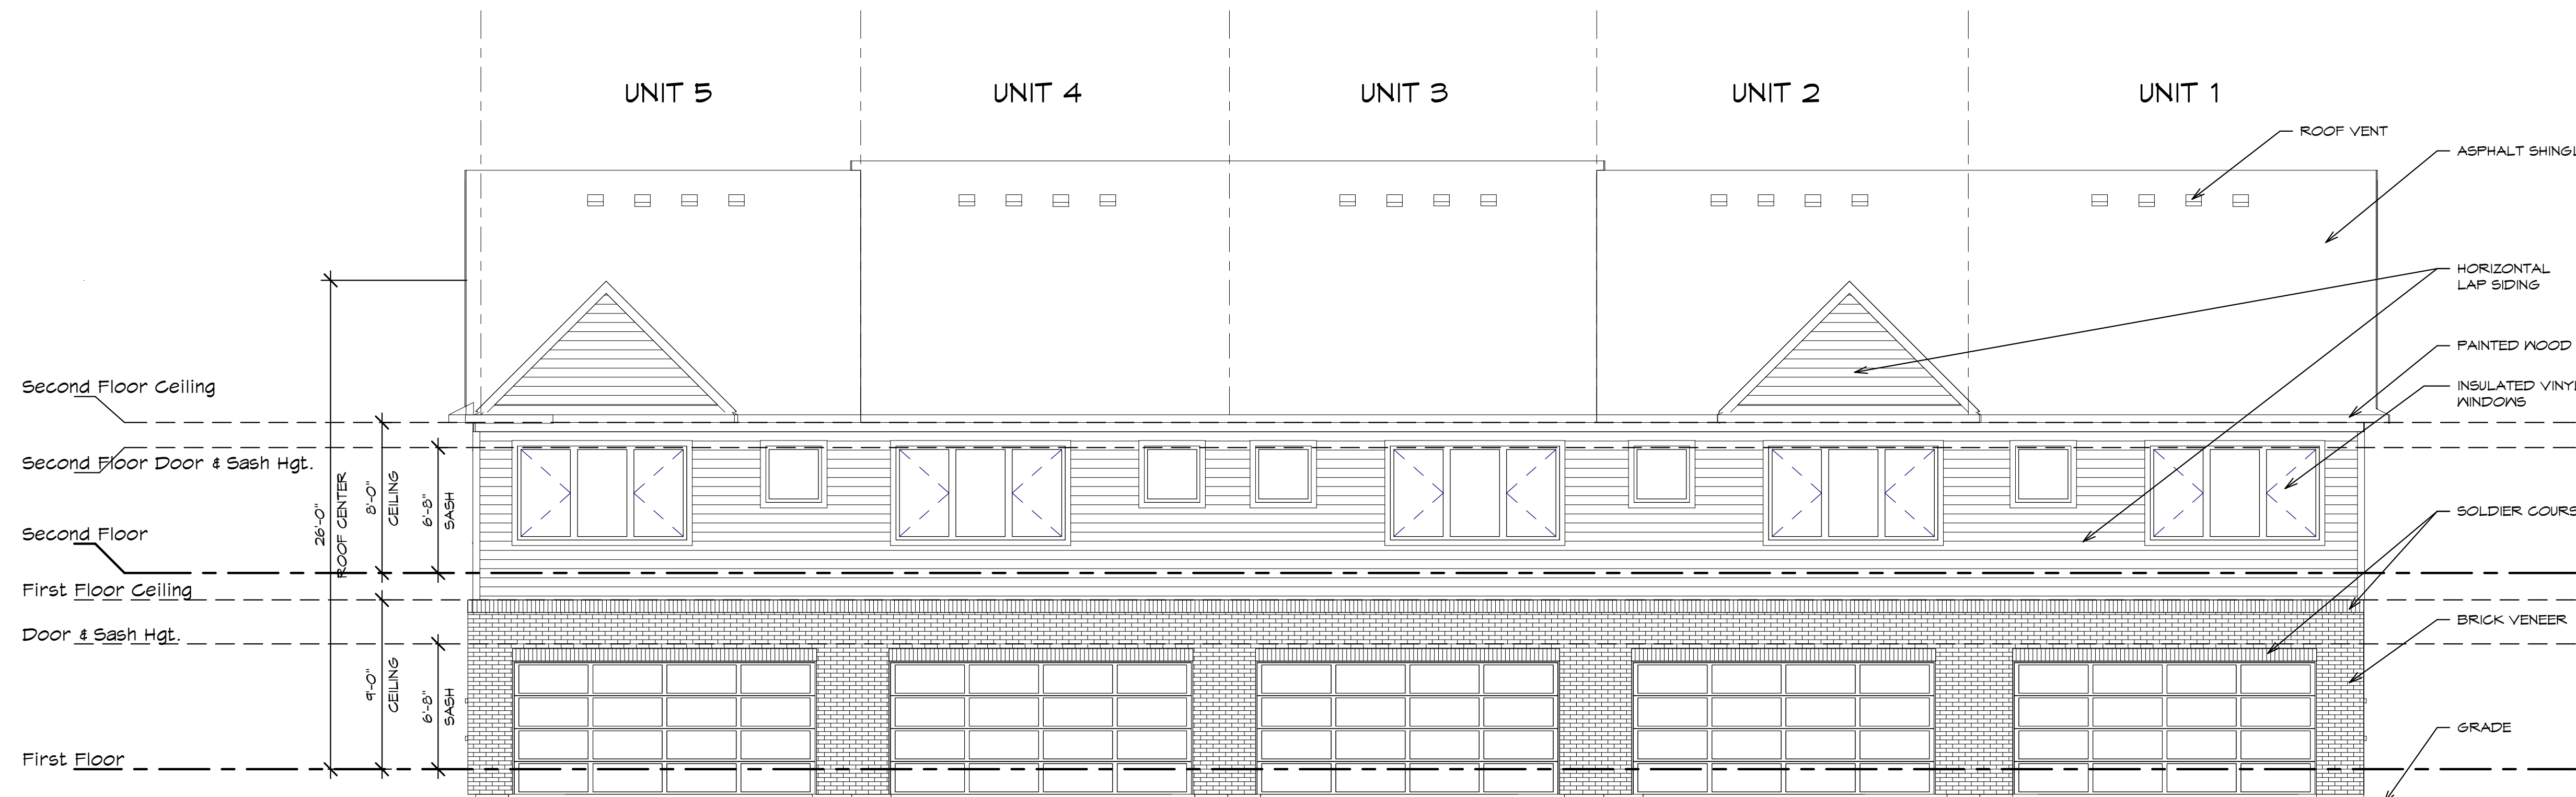 UNIT 5
UNIT 4
UNIT 3
UNIT 2
UNIT 1
ROOF VENT
ASPHALT SHINGL
HORIZONTAL
LAP SIDING
PAINTED WOOD
INSULATED VINY
WINDOWS
SOLDIER COURS
BRICK VENEER
GRADE
Second Floor Ceiling
Second Floor Door & Sash Hgt.
Second Floor
First Floor Ceiling
Door & Sash Hgt.
First Floor
26'-0"
ROOF CENTER
8'-0"
CEILING
6'-8"
SASH
9'-0"
CEILING
6'-8"
SASH